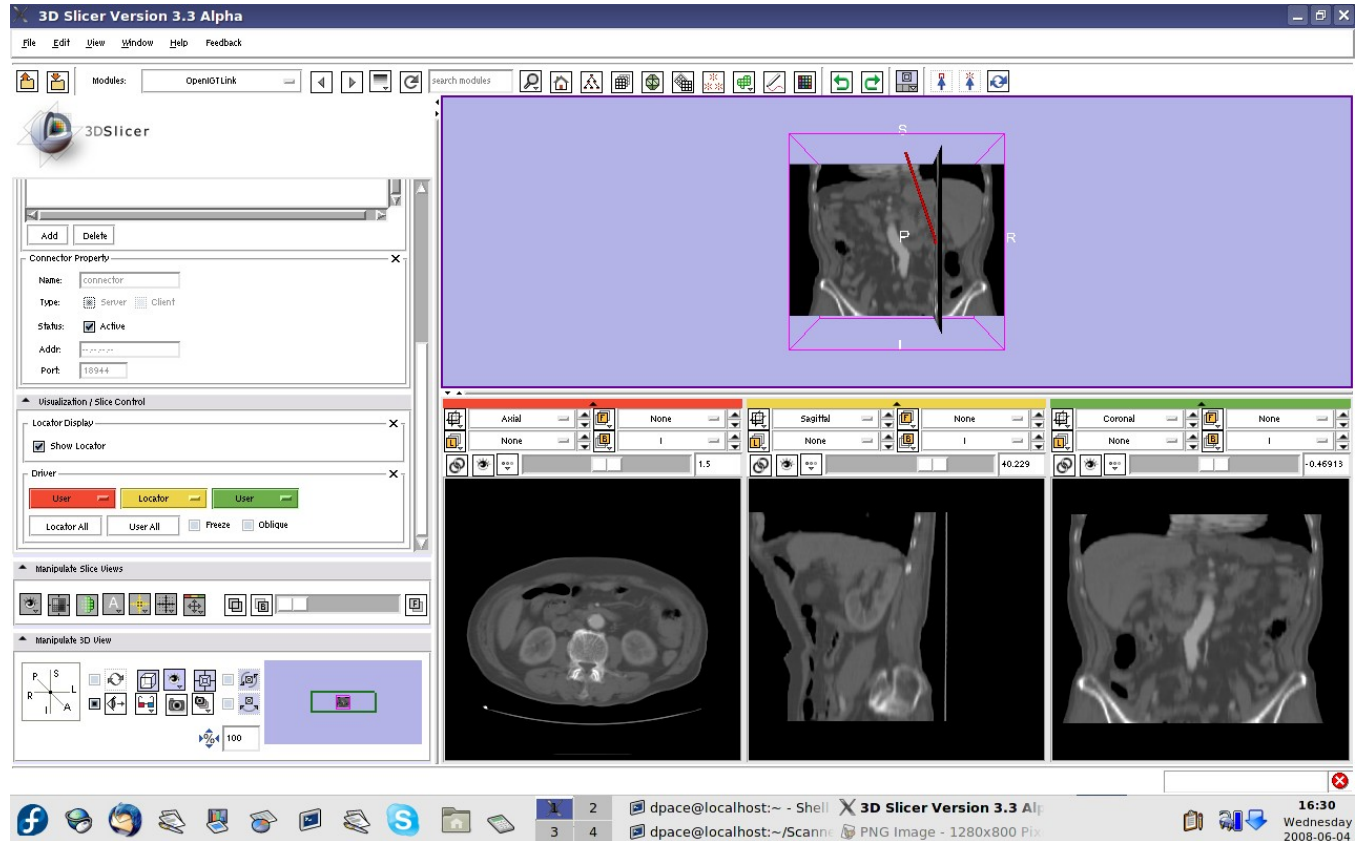 3D Slicer Version 3.3 Alpha
File Edit View Window Help Feedback
Modules: OpenIGTLink search modules
3DSlicer
Add Delete
Connector Property
Name: connector
Type: Server Client
Status: Active
Addr: --.--.--.--
Port: 18944
Visualization / Slice Control
Locator Display
Show Locator
Driver
User Locator User
Locator All User All Freeze Oblique
Manipulate Slice Views
Manipulate 3D View
P S
R L
I A
% 100
S
P R
I
Axial F None
L None B I
1.5
Sagittal F None
L None B I
40.229
Coronal F None
L None B I
-0.46913
1 2
3 4
dpace@localhost:~ - Shell
3D Slicer Version 3.3 Alp
dpace@localhost:~/Scann
PNG Image - 1280x800 Pix
16:30
Wednesday
2008-06-04